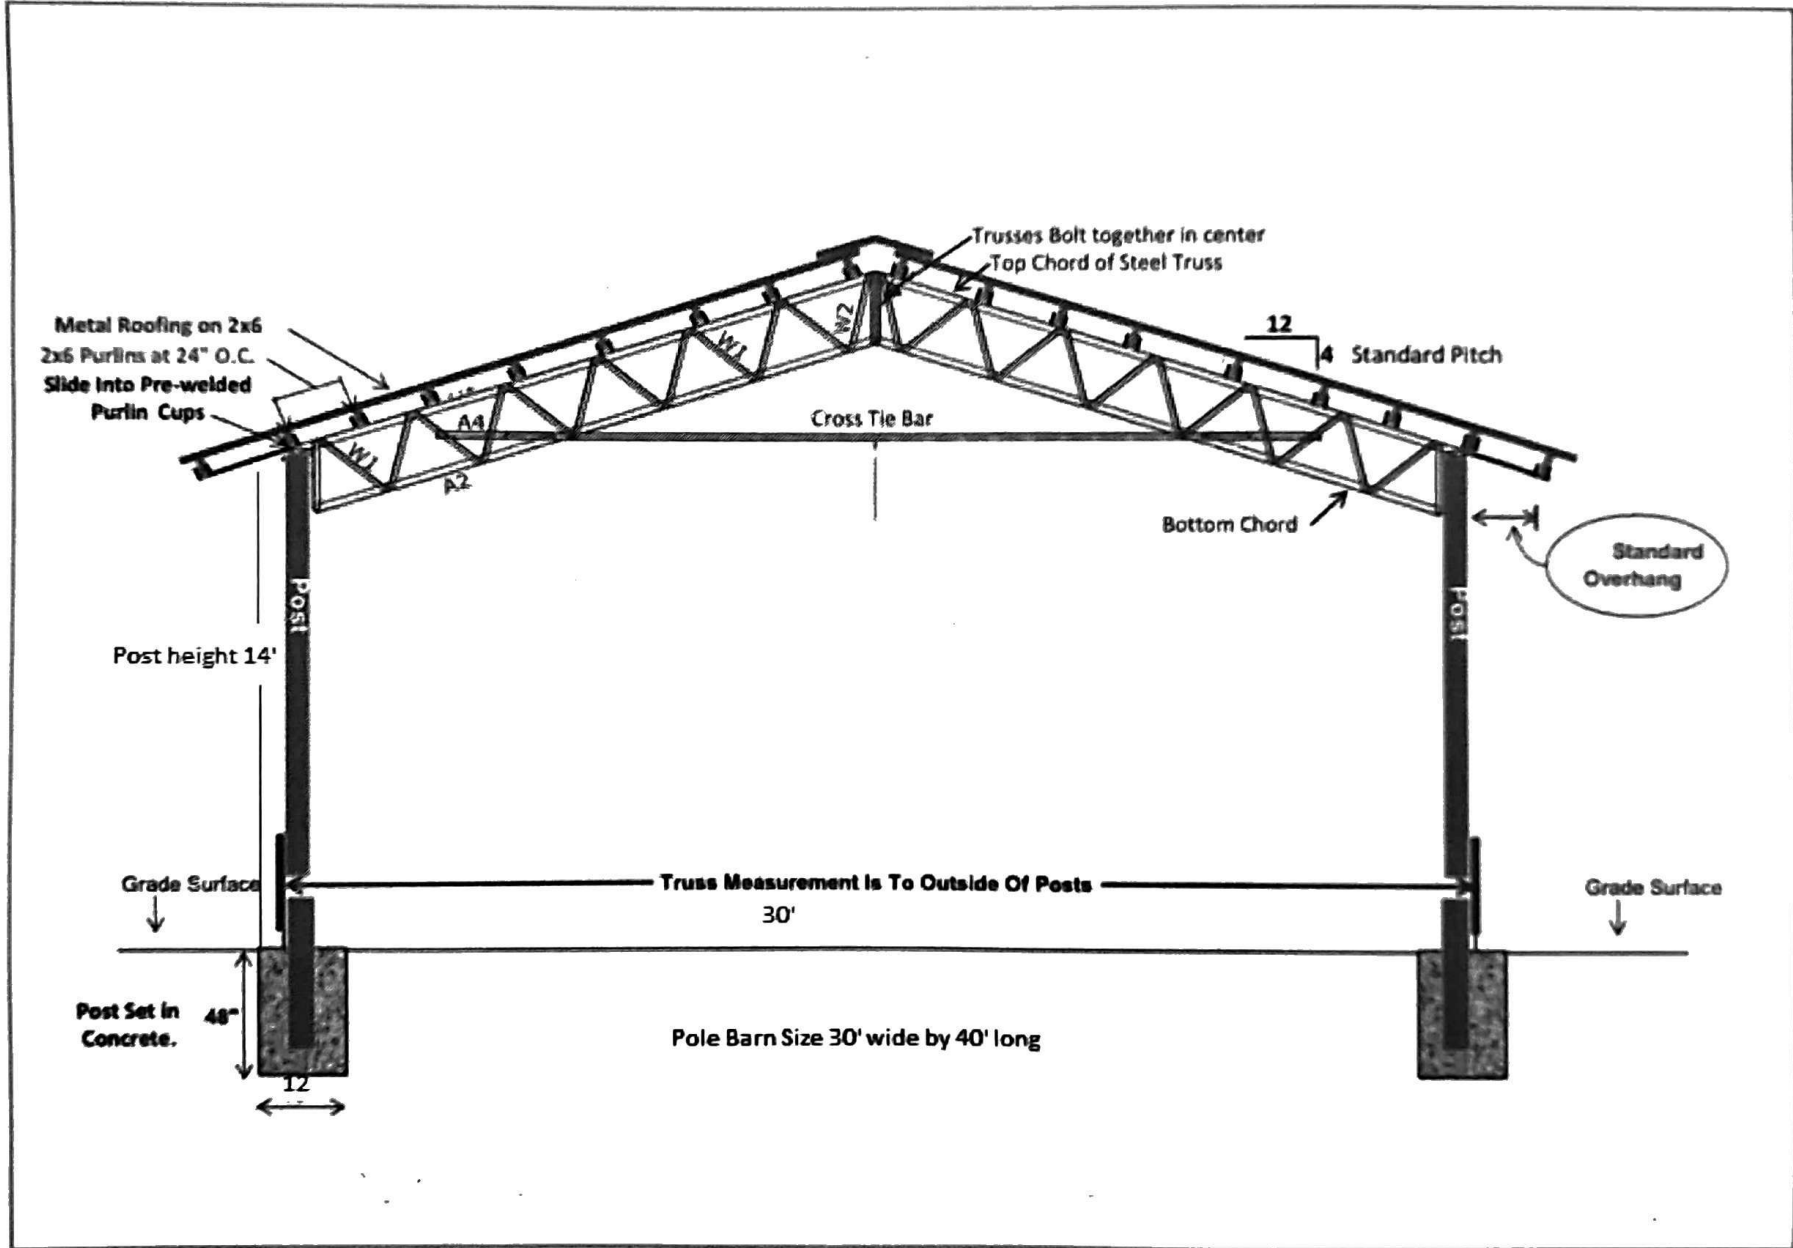 Trusses Bolt together in center
Top Chord of Steel Truss
Metal Roofing on 2x6
2x6 Purlins at 24" O.C.
Slide Into Pre-welded
Purlin Cups
12
4 Standard Pitch
W2
W1
A4
Cross Tie Bar
W1
A2
Bottom Chord
Standard
Overhang
Post
Post
Post height 14'
Grade Surface
Truss Measurement Is To Outside Of Posts
30'
Grade Surface
Post Set in
Concrete.
48"
12
Pole Barn Size 30' wide by 40' long